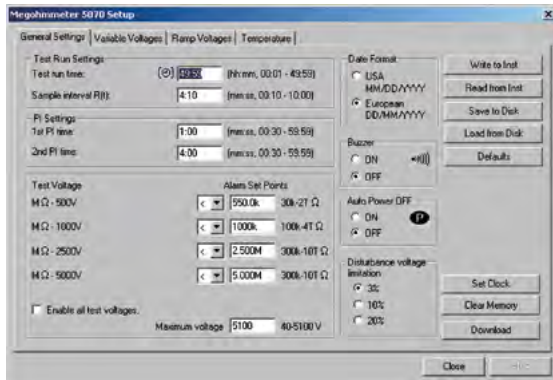 Megohmmeter 5070 Setup
General Settings Variable Voltages Ramp Voltages Temperature
Test Run Settings
Test run time: 49:59 (hh:mm, 00:01 - 49:59)
Sample interval R(t): 4:10 (mm:ss, 00:10 - 10:00)
PI Settings
1st PI time: 1:00 (mm:ss, 00:30 - 59:59)
2nd PI time: 4:00 (mm:ss, 00:30 - 59:59)
Test Voltage Alarm Set Points
MΩ - 500V < 550.0k 30k-2T Ω
MΩ - 1000V < 1000k 100k-4T Ω
MΩ - 2500V < 2.500M 300k-10T Ω
MΩ - 5000V < 5.000M 300k-10T Ω
Enable all test voltages.
Maximum voltage 5100 40-5100 V
Date Format
USA
MM/DD/YYYY
European
DD/MM/YYYY
Buzzer
ON
OFF
Auto Power OFF
ON P
OFF
Disturbance voltage
limitation
3%
10%
20%
Write to Inst
Read from Inst
Save to Disk
Load from Disk
Defaults
Set Clock
Clear Memory
Download
Close